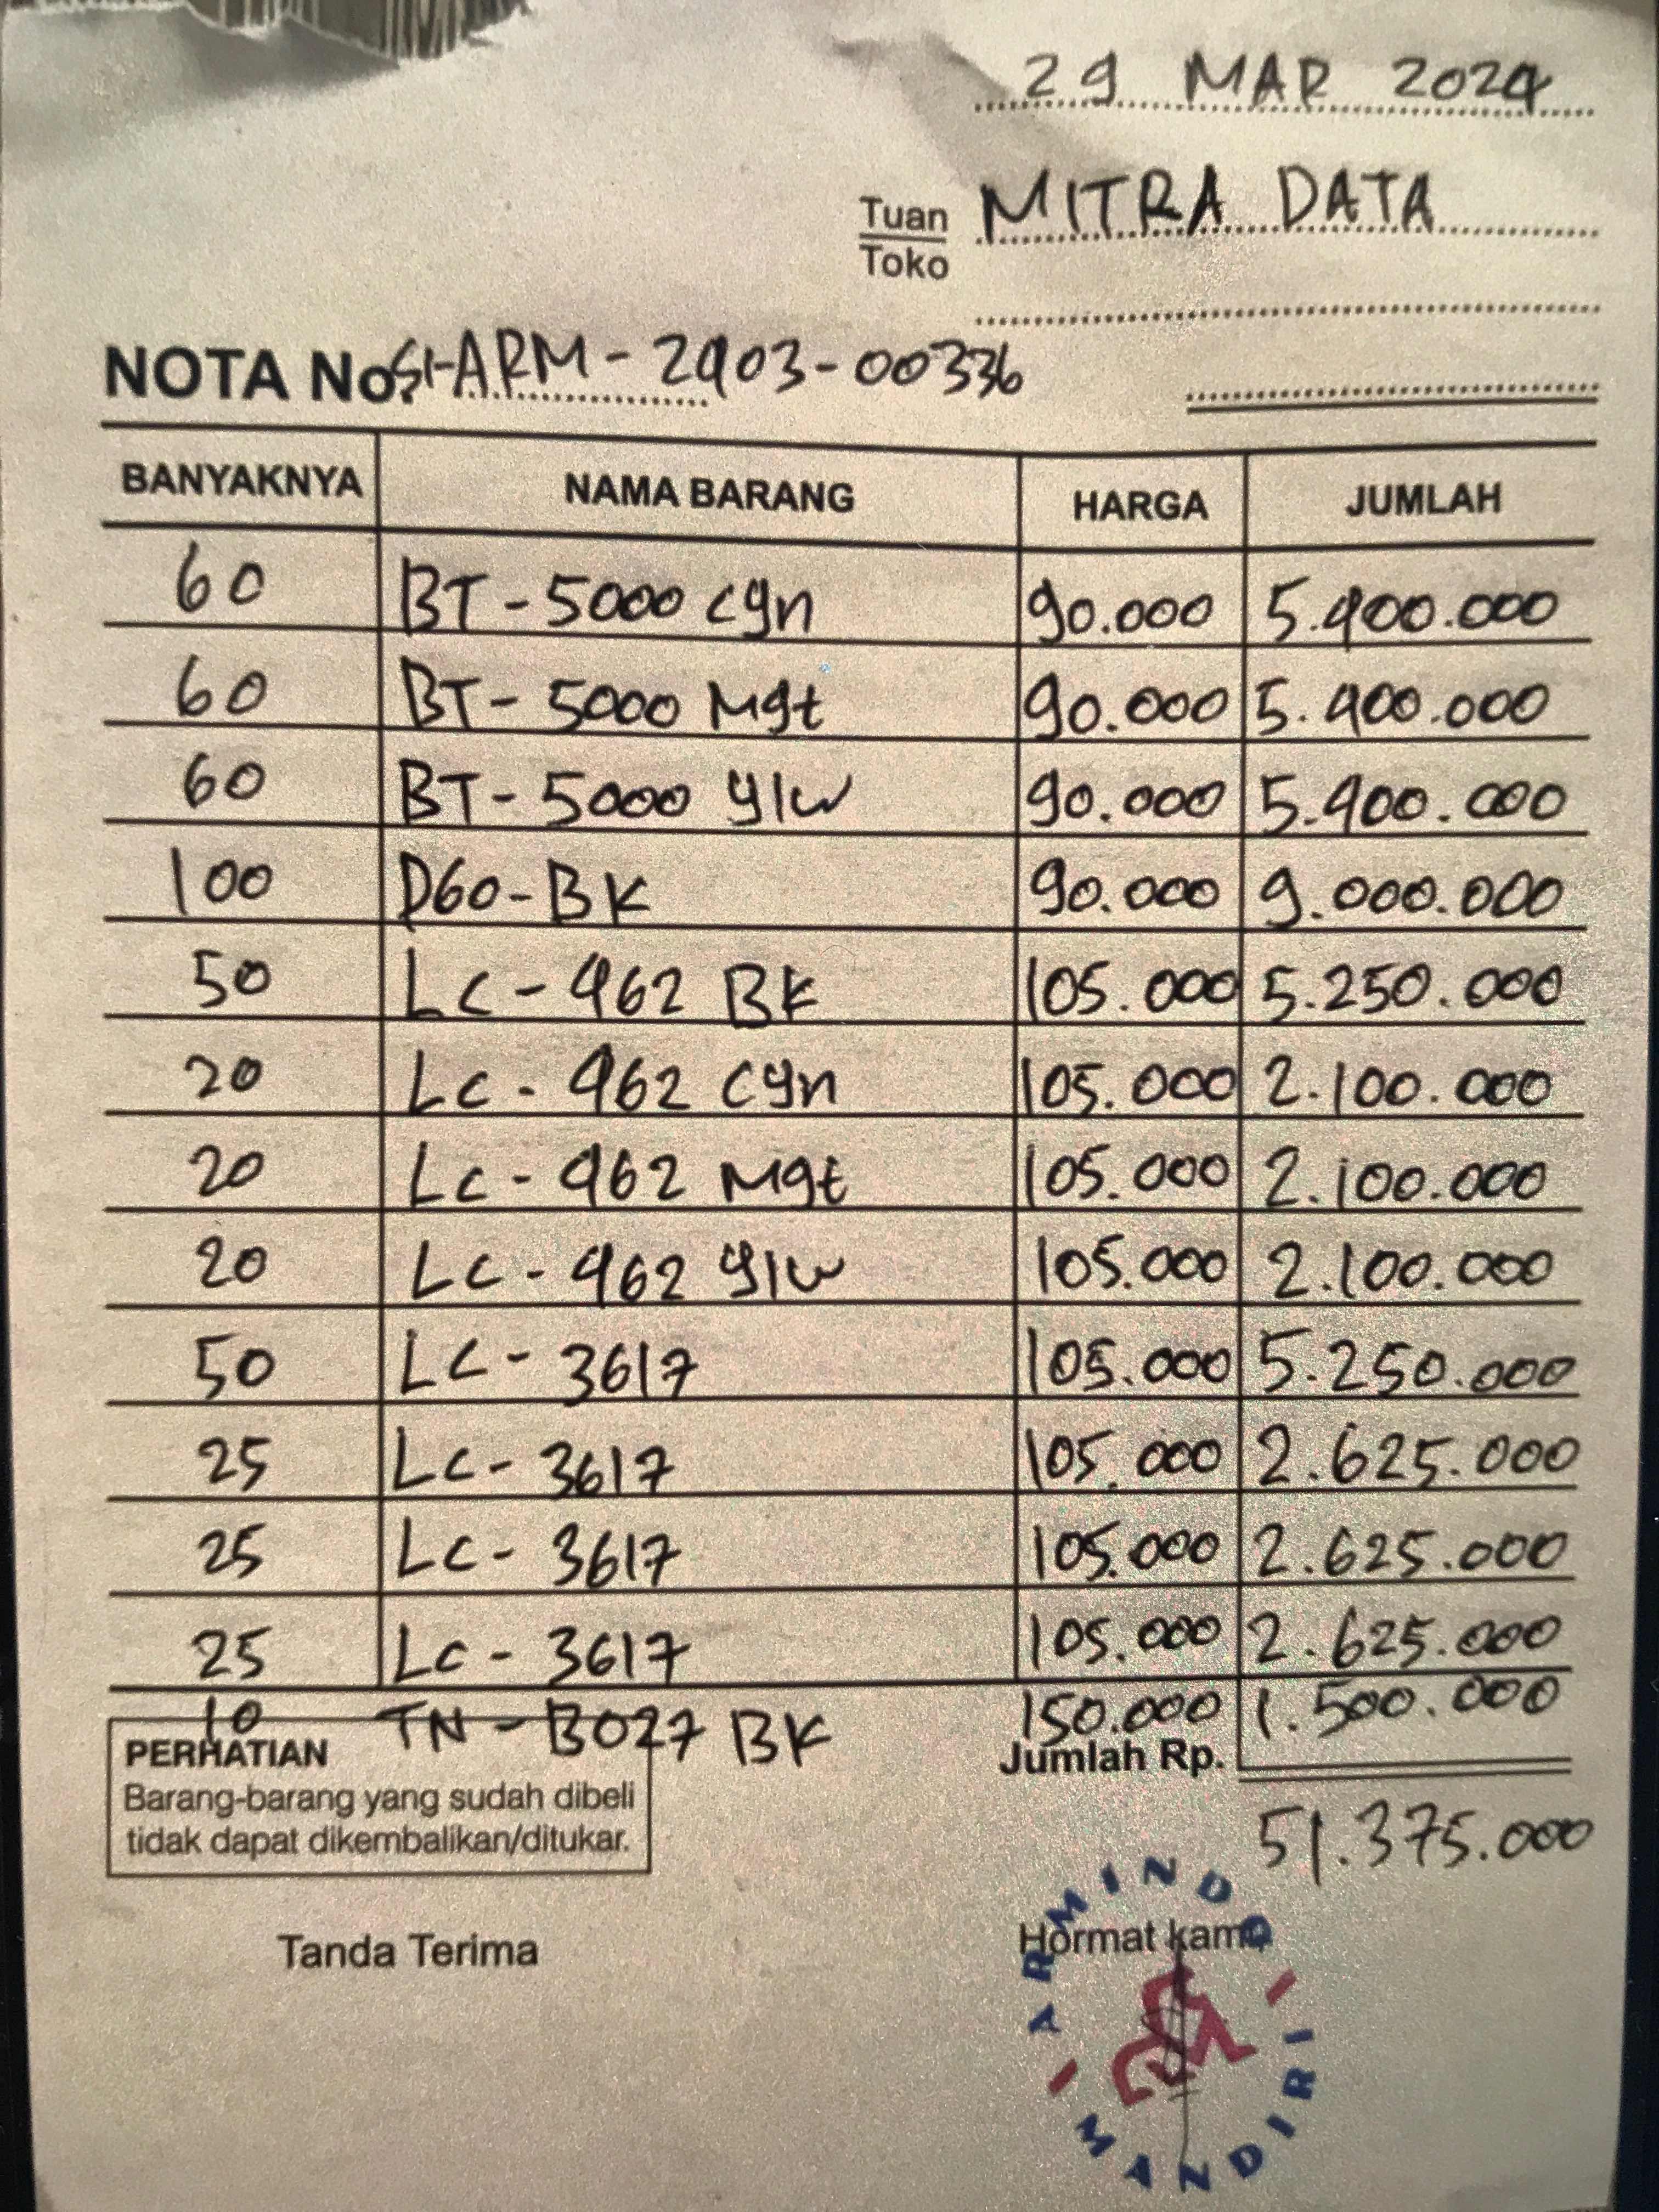 29 MAR 2024
Tuan
Toko
MITRA DATA
NOTA No. SI-ARM-2403-00336
BANYAKNYA NAMA BARANG HARGA JUMLAH
60 BT-5000 Cyn 90.000 5.400.000
60 BT-5000 Mgt 90.000 5.400.000
60 BT-5000 Ylw 90.000 5.400.000
100 D60-BK 90.000 9.000.000
50 LC-462 BK 105.000 5.250.000
20 LC-462 Cyn 105.000 2.100.000
20 LC-462 Mgt 105.000 2.100.000
20 LC-462 Ylw 105.000 2.100.000
50 LC-3617 105.000 5.250.000
25 LC-3617 105.000 2.625.000
25 LC-3617 105.000 2.625.000
25 LC-3617 105.000 2.625.000
10 TN-B027 BK 150.000 1.500.000
Jumlah Rp.
51.375.000
PERHATIAN
Barang-barang yang sudah dibeli
tidak dapat dikembalikan/ditukar.
Tanda Terima
Hormat kami
ARMINDO
MANDIRI